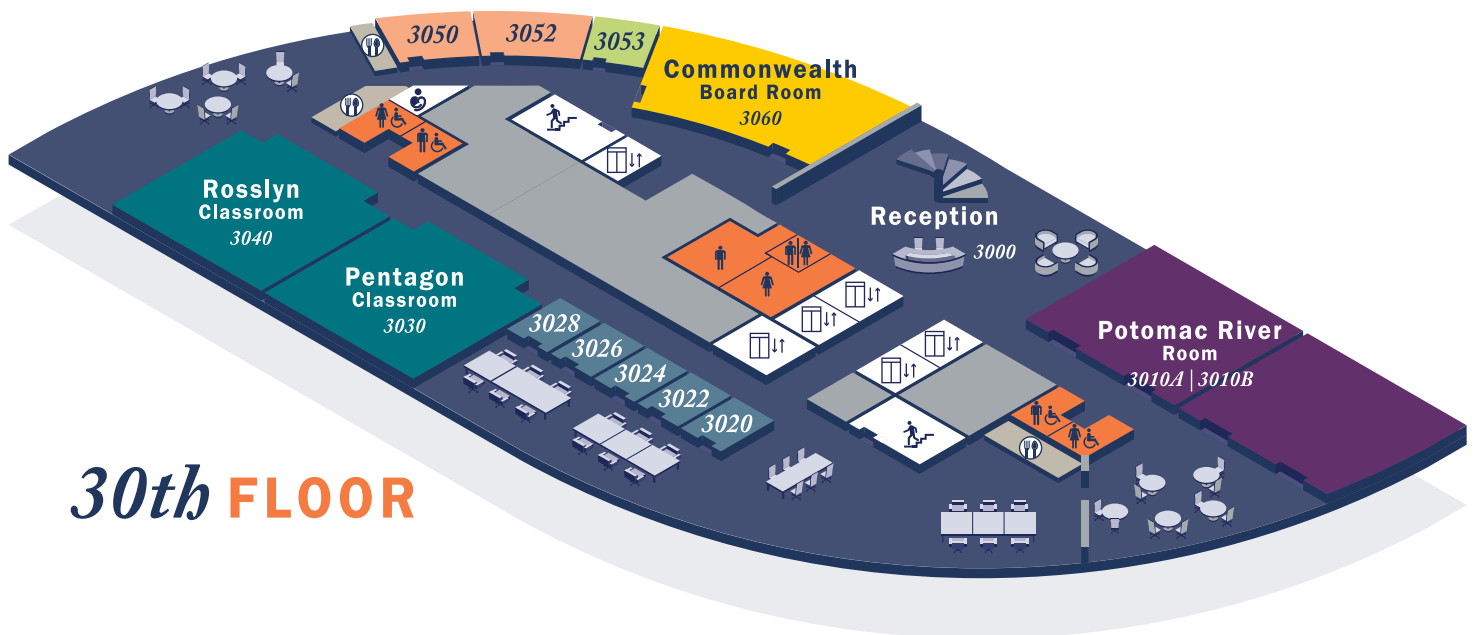 3050
3052
3053
Commonwealth
Board Room
3060
Rosslyn
Classroom
3040
Reception
3000
Pentagon
Classroom
3030
3028
3026
3024
3022
3020
Potomac River
Room
3010A | 3010B
30th FLOOR